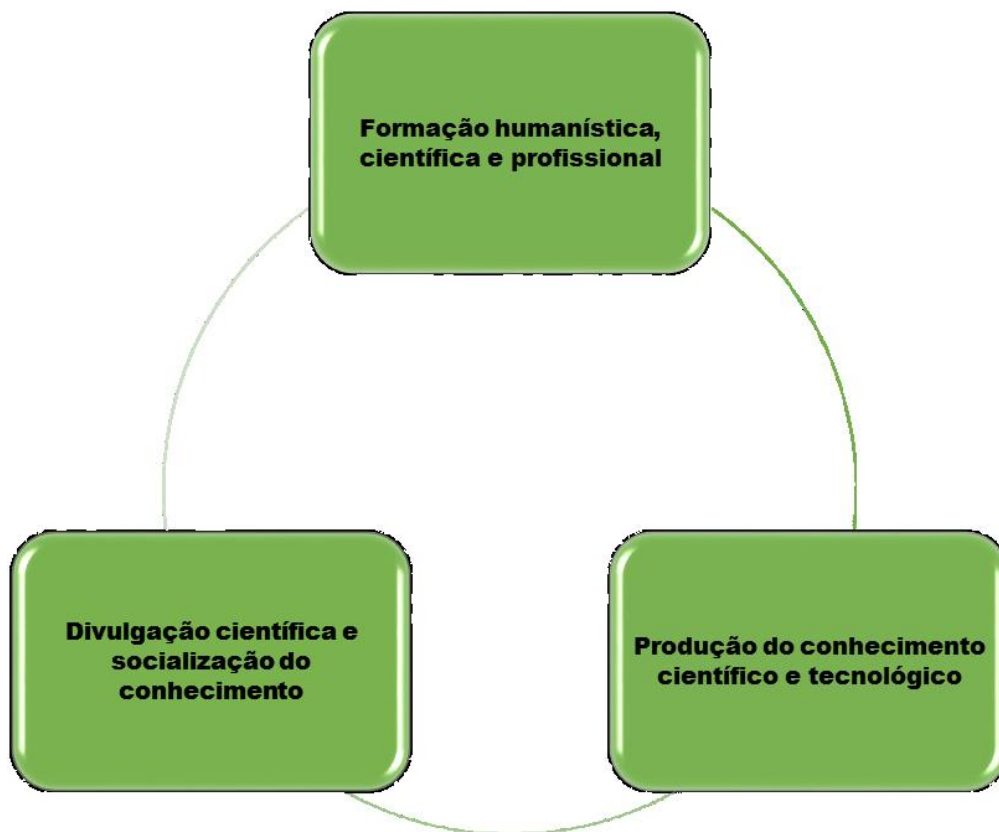 Formação humanística,
científica e profissional
Divulgação científica e
socialização do
conhecimento
Produção do conhecimento
científico e tecnológico